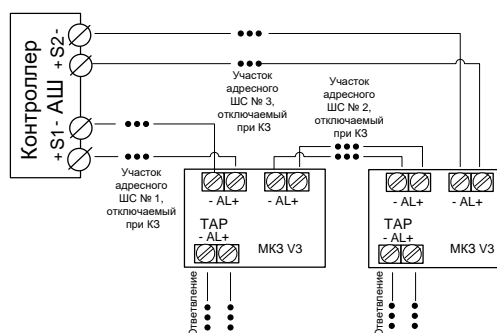 Контроллер
АШ
+ S2 -
+ S1 -
Участок
адресного
ШС № 3,
отключаемый
при КЗ
Участок
адресного
ШС № 2,
отключаемый
при КЗ
Участок
адресного
ШС № 1,
отключаемый
при КЗ
- AL+
- AL+
TAP
- AL+
МКЗ V3
Ответвление
- AL+
- AL+
TAP
- AL+
МКЗ V3
Ответвление